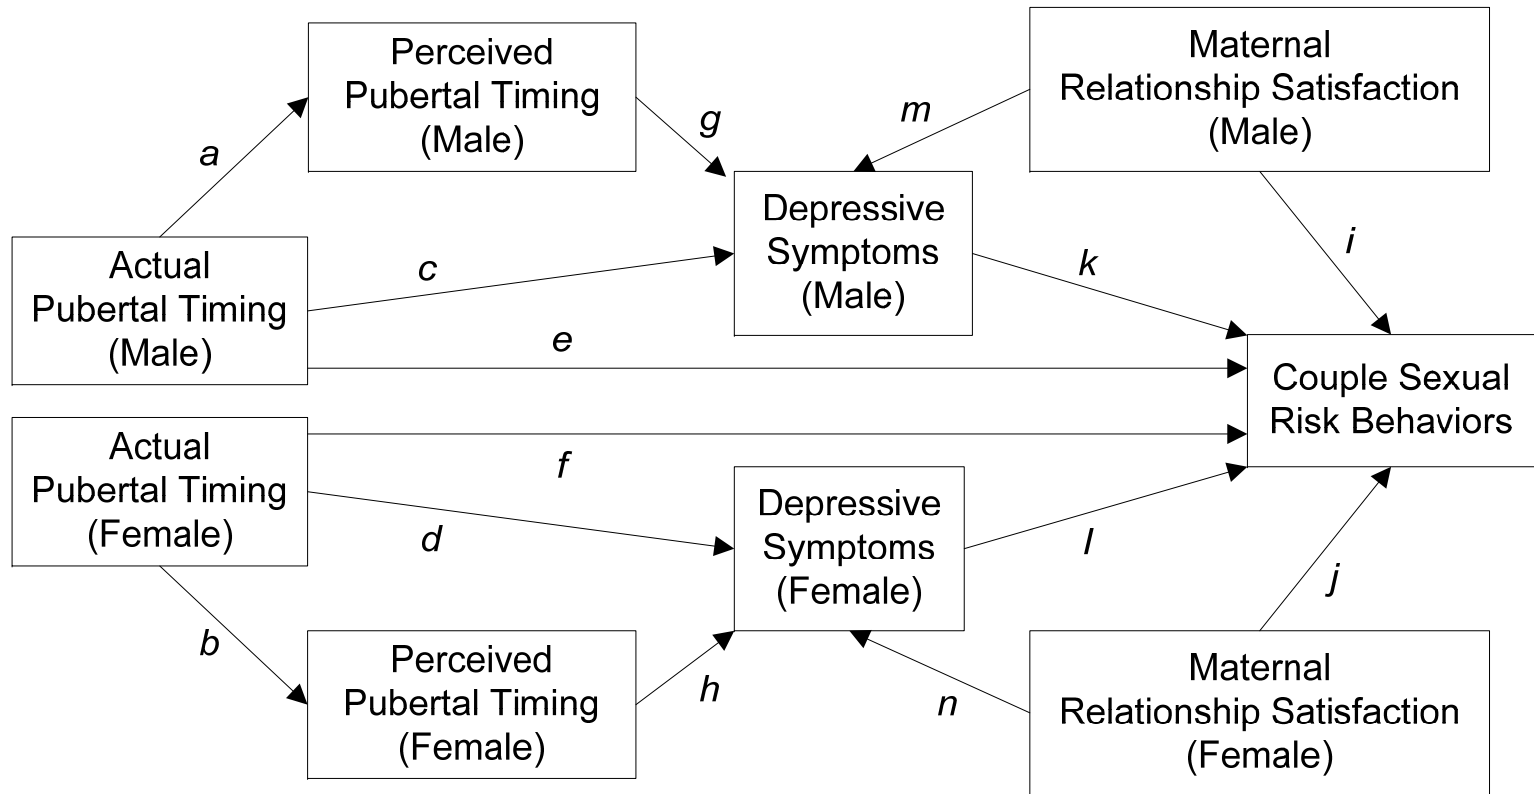 Perceived
Pubertal Timing
(Male)
Maternal
Relationship Satisfaction
(Male)
a
g
m
Depressive
Symptoms
(Male)
Actual
Pubertal Timing
(Male)
c
k
i
e
Couple Sexual
Risk Behaviors
Actual
Pubertal Timing
(Female)
f
d
Depressive
Symptoms
(Female)
l
j
b
h
n
Perceived
Pubertal Timing
(Female)
Maternal
Relationship Satisfaction
(Female)